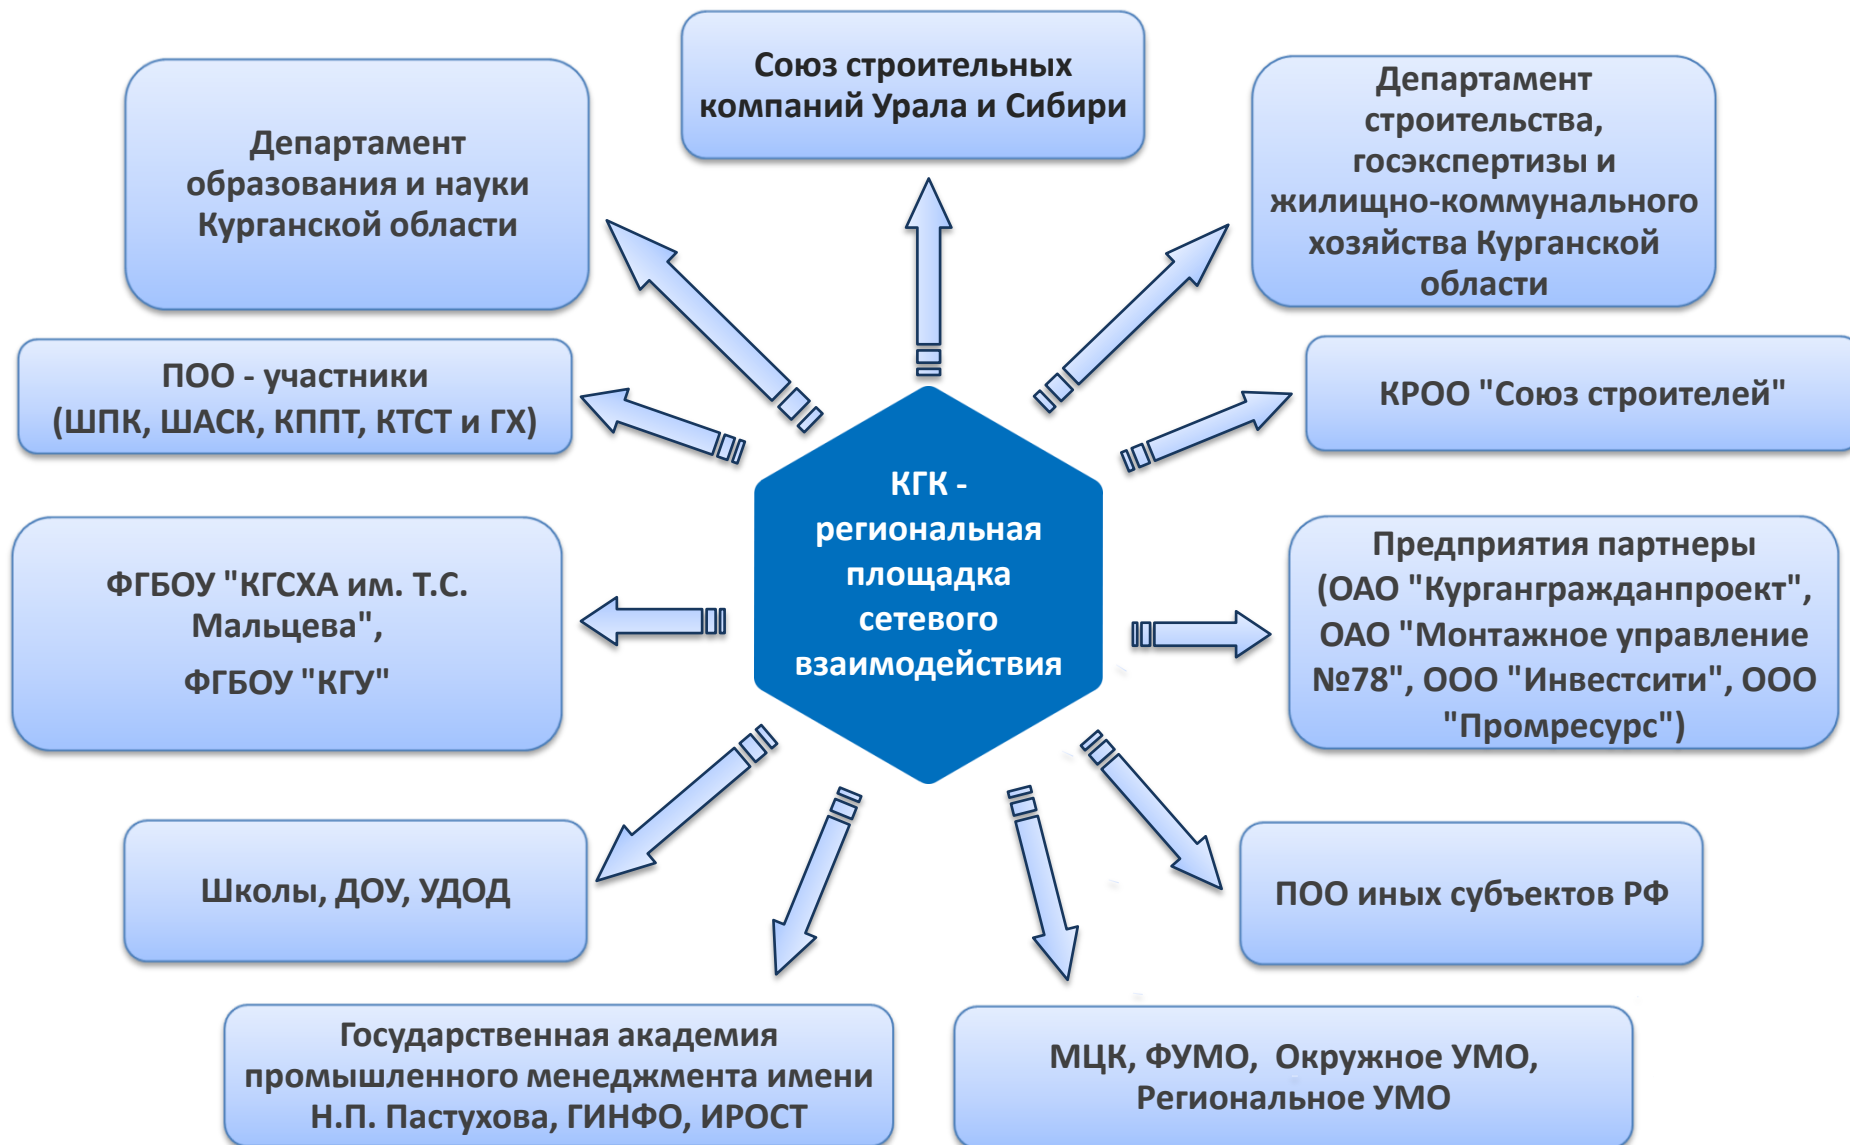 Союз строительных
компаний Урала и Сибири
Департамент
образования и науки
Курганской области
Департамент
строительства,
госэкспертизы и
жилищно-коммунального
хозяйства Курганской
области
ПОО - участники
(ШПК, ШАСК, КППТ, КТСТ и ГХ)
КРОО "Союз строителей"
КГК -
региональная
площадка
сетевого
взаимодействия
ФГБОУ "КГСХА им. Т.С.
Мальцева",
ФГБОУ "КГУ"
Предприятия партнеры
(ОАО "Кургангражданпроект",
ОАО "Монтажное управление
№78", ООО "Инвестсити", ООО
"Промресурс")
Школы, ДОУ, УДОД
ПОО иных субъектов РФ
Государственная академия
промышленного менеджмента имени
Н.П. Пастухова, ГИНФО, ИРОСТ
МЦК, ФУМО,  Окружное УМО,
Региональное УМО